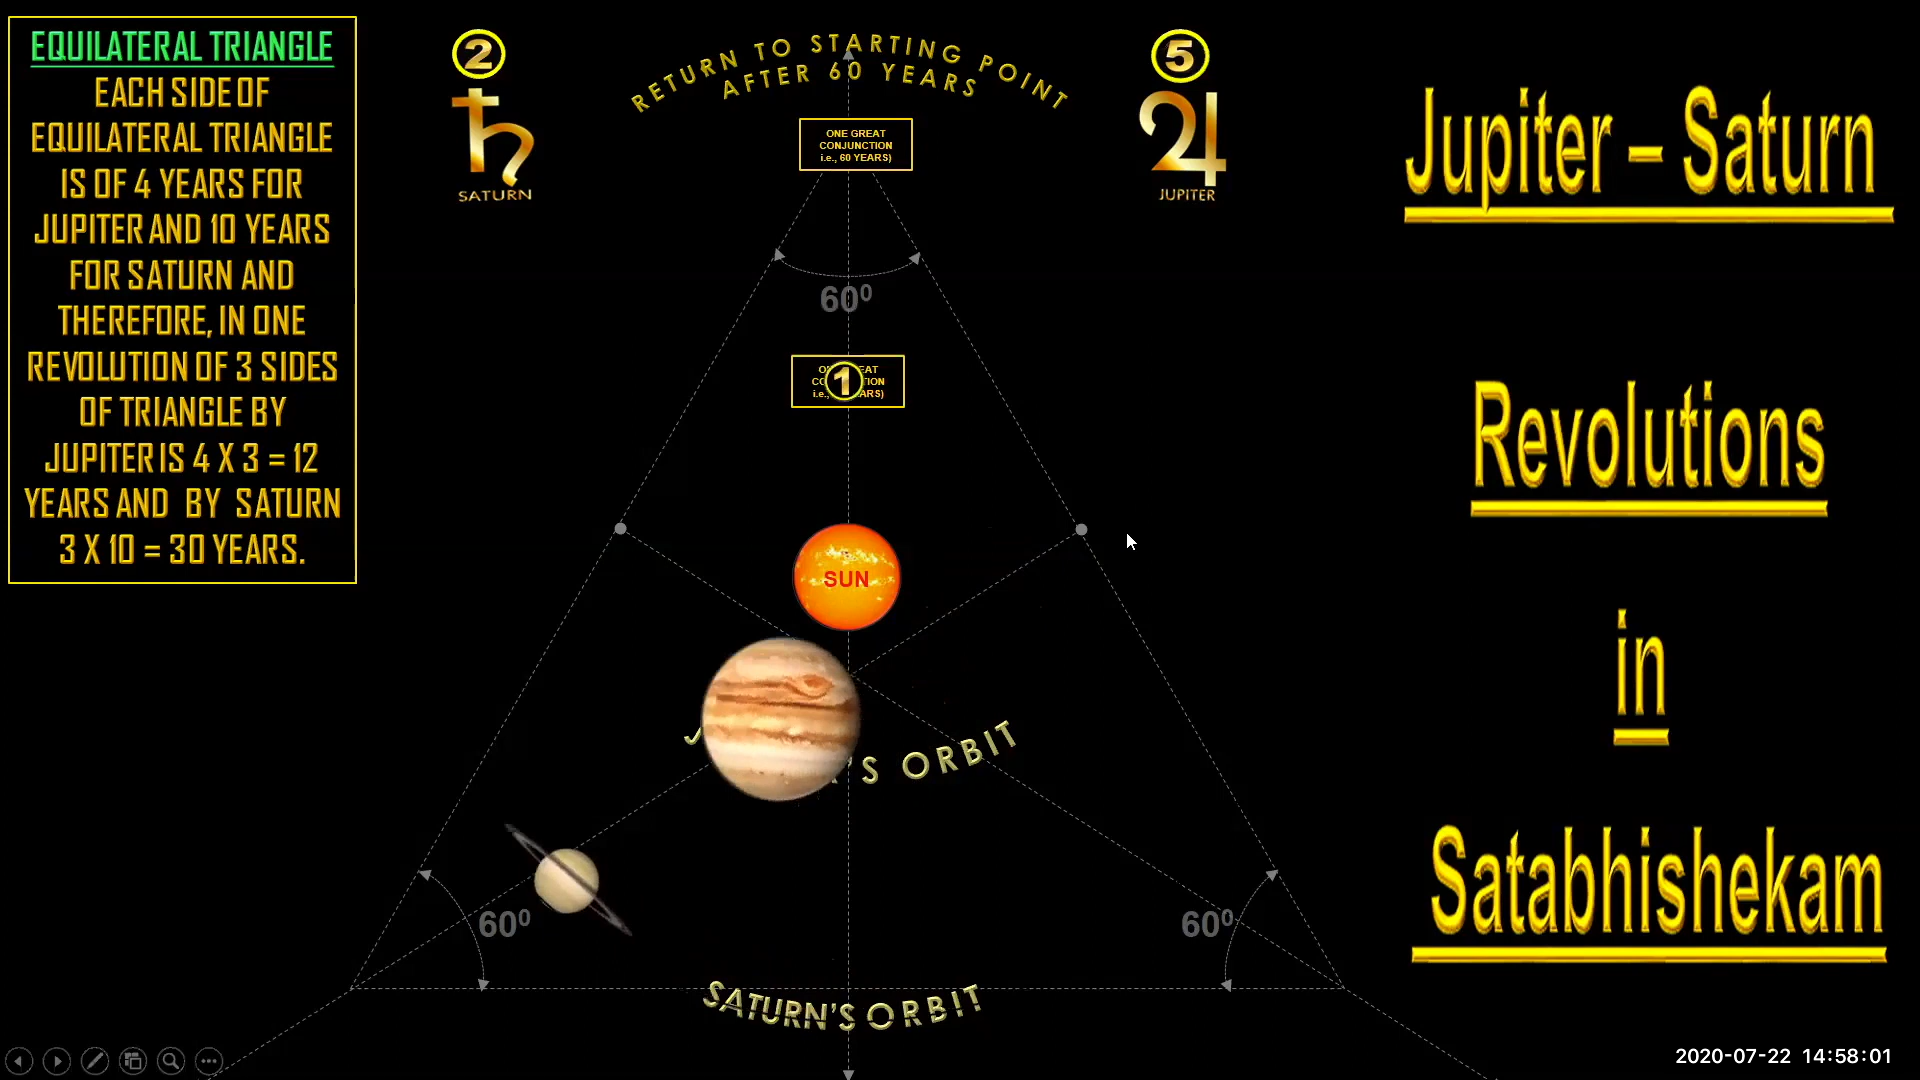 EQUILATERAL TRIANGLE
EACH SIDE OF
EQUILATERAL TRIANGLE
IS OF 4 YEARS FOR
JUPITER AND 10 YEARS
FOR SATURN AND
THEREFORE, IN ONE
REVOLUTION OF 3 SIDES
OF TRIANGLE BY
JUPITER IS 4 X 3 = 12
YEARS AND BY SATURN
3 X 10 = 30 YEARS.
2
SATURN
RETURN TO STARTING POINT
AFTER 60 YEARS
5
JUPITER
ONE GREAT
CONJUNCTION
i.e., 60 YEARS)
60⁰
1
SUN
'S ORBIT
60⁰
60⁰
SATURN'S ORBIT
Jupiter – Saturn
Revolutions
in
Satabhishekam
2020-07-22 14:58:01